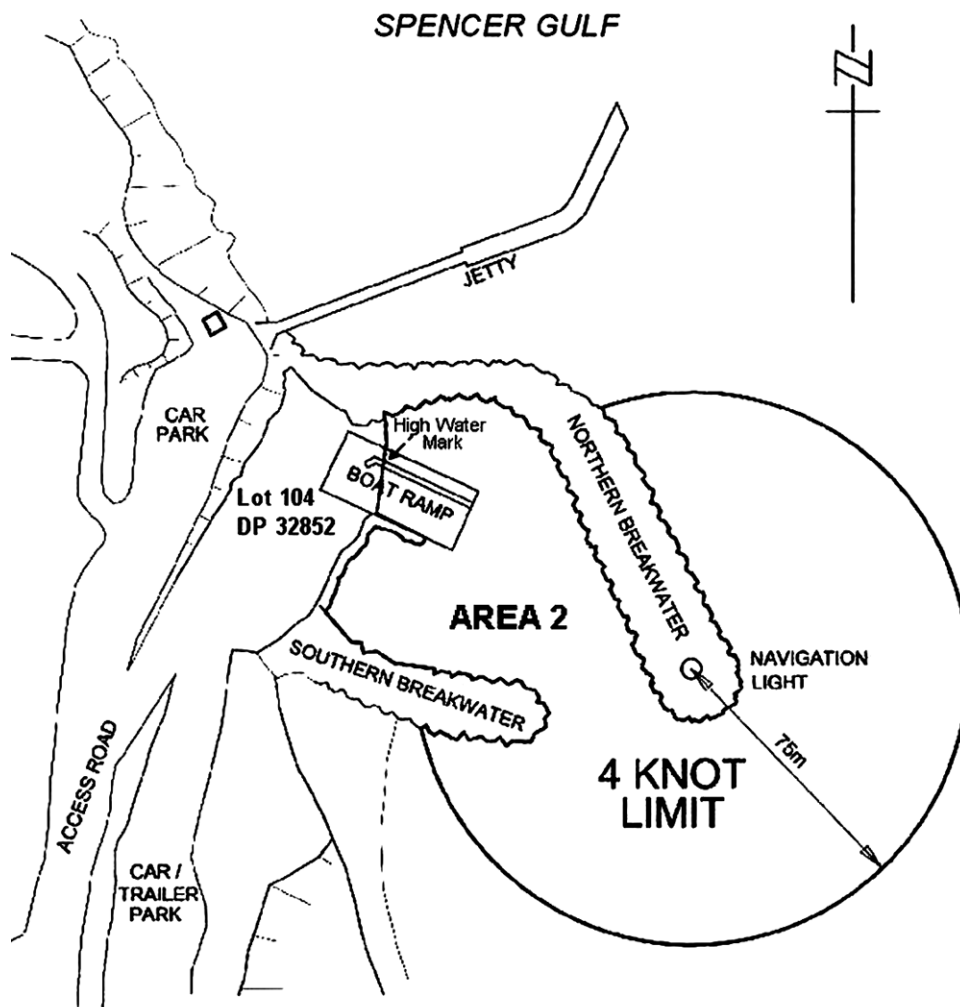 SPENCER GULF
N
JETTY
CAR
PARK
High Water
Mark
BOAT RAMP
Lot 104
DP 32852
NORTHERN BREAKWATER
AREA 2
SOUTHERN BREAKWATER
NAVIGATION
LIGHT
75m
4 KNOT
LIMIT
ACCESS ROAD
CAR /
TRAILER
PARK